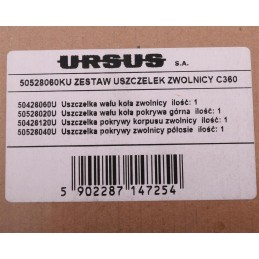 URSUS S.A.
50528060KU ZESTAW USZCZELEK ZWOLNICY C360
50428060U Uszczelka wału koła zwolnicy ilość: 1
50528020U Uszczelka wału koła pokrywa górna ilość: 1
50428120U Uszczelka pokrywy korpusu zwolnicy ilość: 1
50528040U Uszczelka pokrywy zwolnicy półosie ilość: 1
5 902287 147254